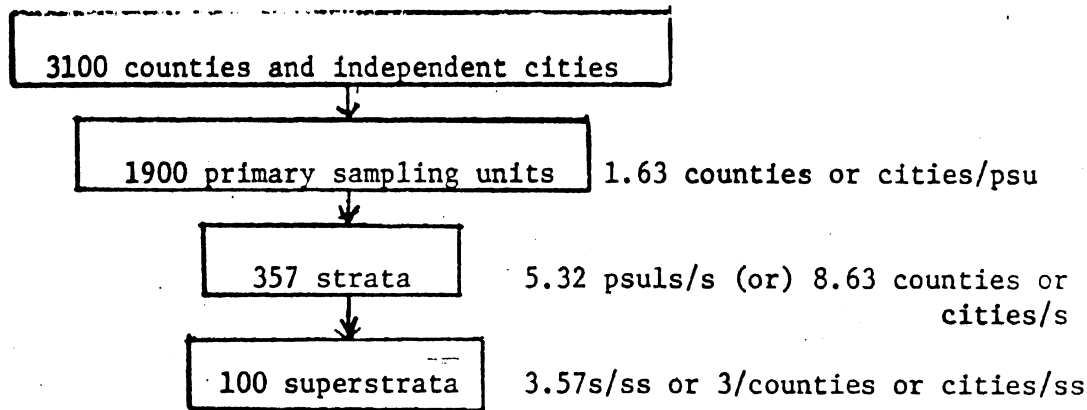 3100 counties and independent cities
1900 primary sampling units
1.63 counties or cities/psu
357 strata
5.32 psuls/s (or) 8.63 counties or
cities/s
100 superstrata
3.57s/ss or 3/counties or cities/ss